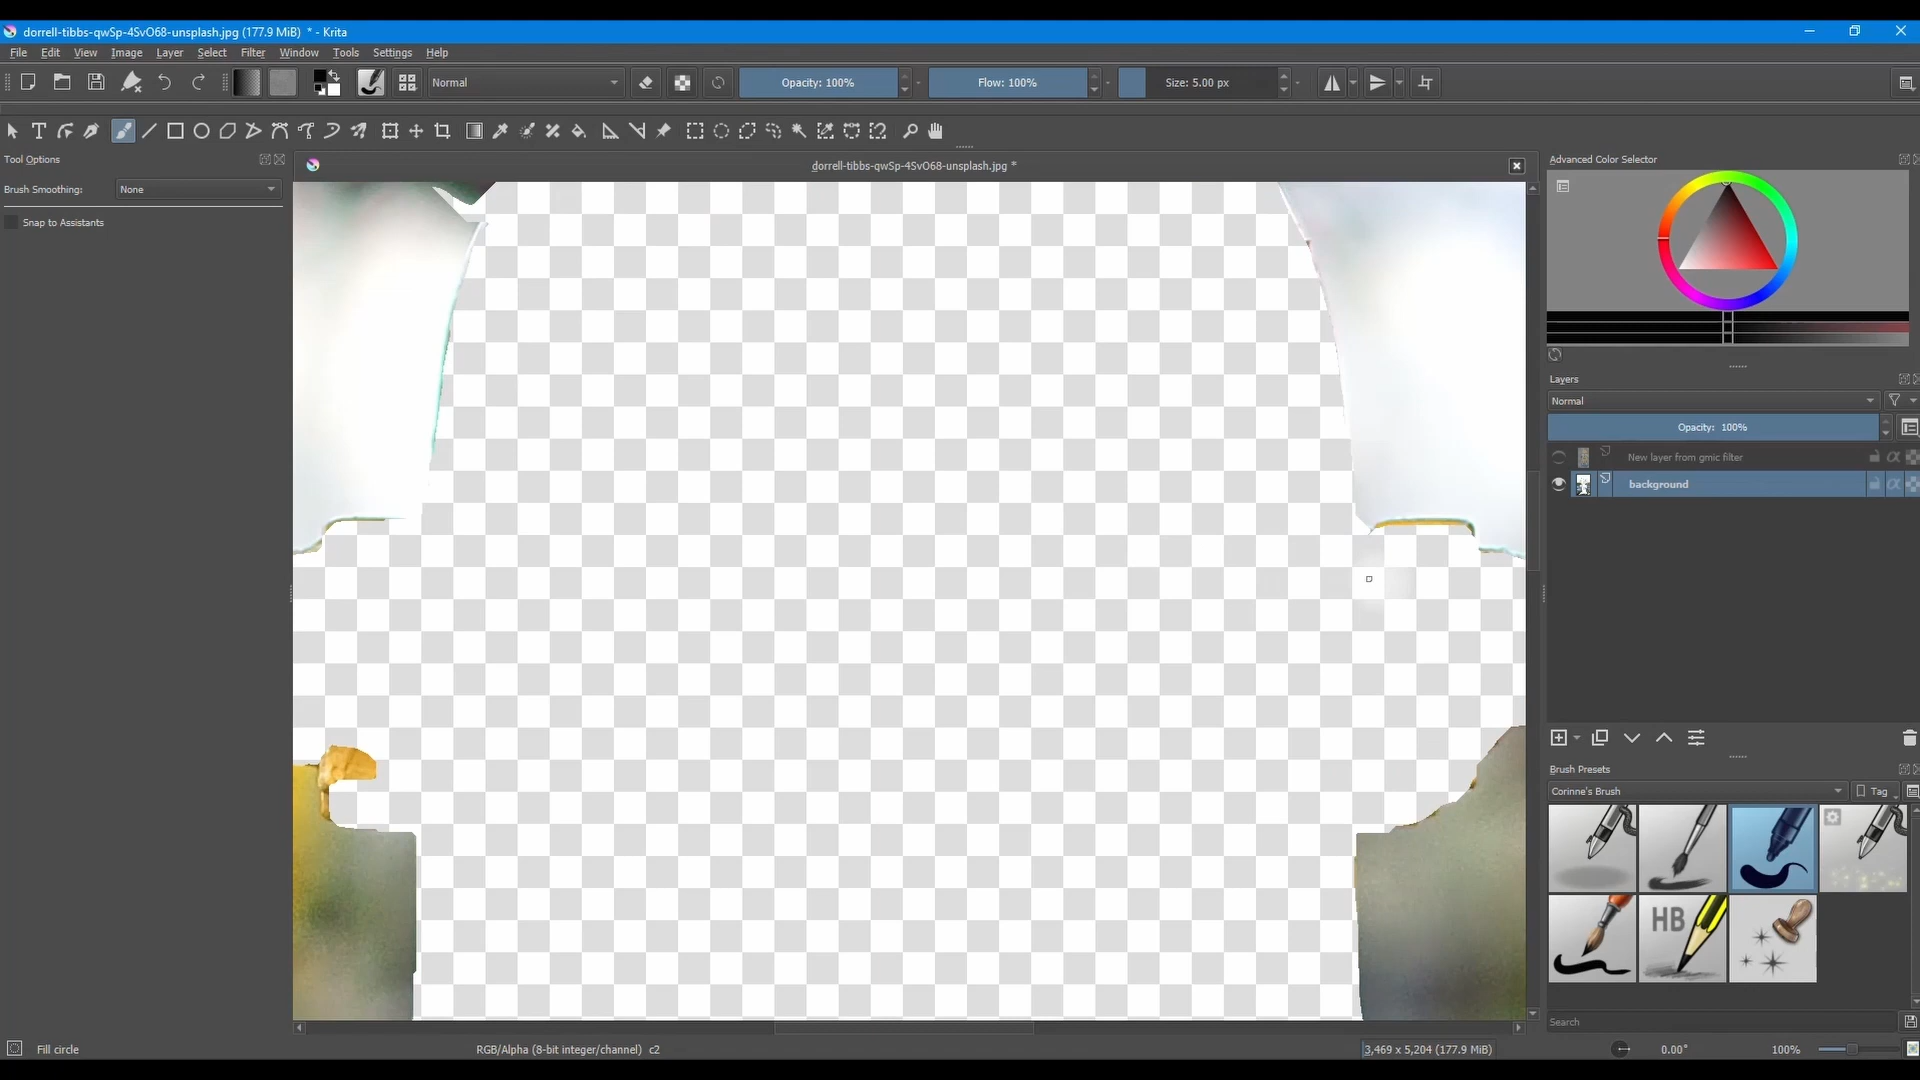 dorrell-tibbs-qwSp-4SvO68-unsplash.jpg (177.9 MiB) * - Krita
File Edit View Image Layer Select Filter Window Tools Settings Help
Normal
Opacity: 100%
Flow: 100%
Size: 5.00 px
Tool Options
dorrell-tibbs-qwSp-4SvO68-unsplash.jpg *
Advanced Color Selector
Brush Smoothing: None
Snap to Assistants
Layers
Normal
Opacity: 100%
New layer from gmic filter
background
Brush Presets
Corinne's Brush
Tag
HB
Search
Fill circle
RGB/Alpha (8-bit integer/channel) c2
3,469 x 5,204 (177.9 MiB)
0.00°
100%